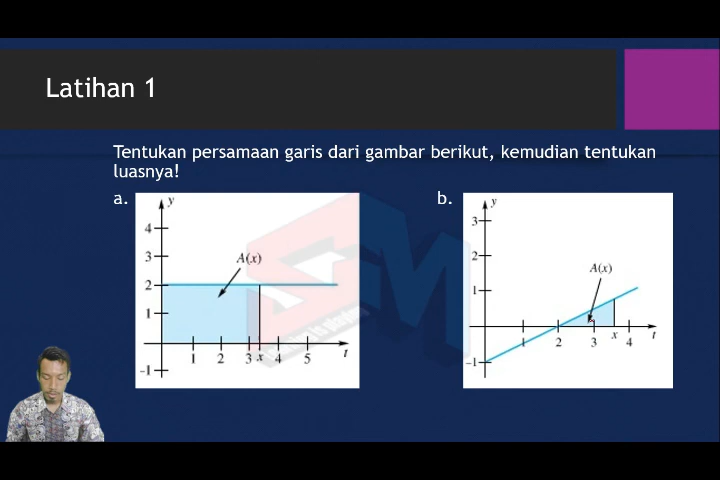 Latihan 1
Tentukan persamaan garis dari gambar berikut, kemudian tentukan
luasnya!
a.
y
4
3
A(x)
2
1
1 2 3 x 4 5 t
-1
b.
y
3
2
A(x)
1
1 2 3 x 4 t
-1